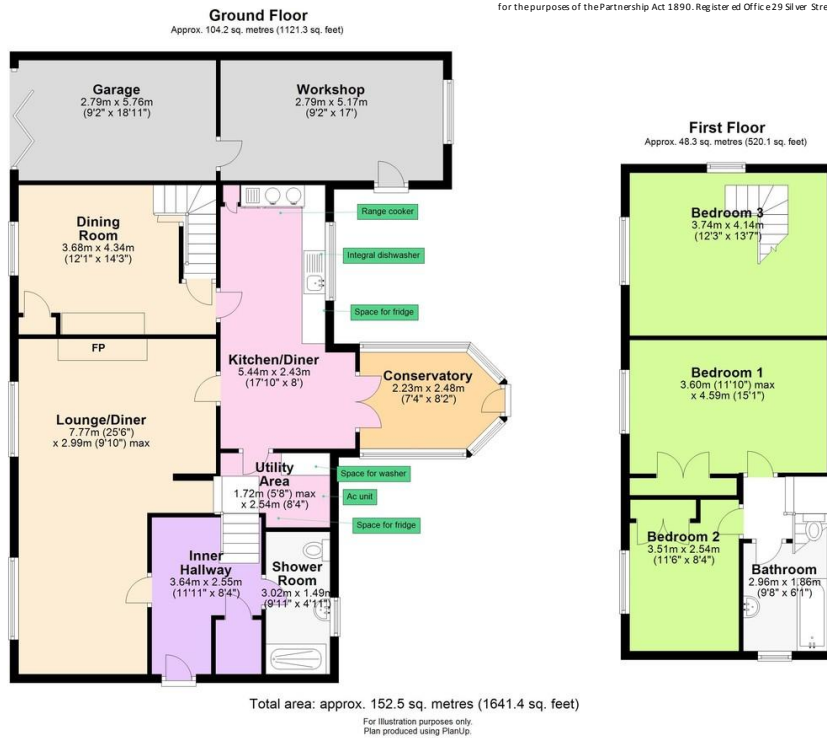 for the purposes of the Partnership Act 1890. Registered Office 29 Silver Stre
Ground Floor
Approx. 104.2 sq. metres (1121.3 sq. feet)
Garage
2.79m x 5.76m
(9'2" x 18'11")
Workshop
2.79m x 5.17m
(9'2" x 17')
Dining
Room
3.68m x 4.34m
(12'1" x 14'3")
Range cooker
Integral dishwasher
Space for fridge
FP
Kitchen/Diner
5.44m x 2.43m
(17'10" x 8')
Conservatory
2.23m x 2.48m
(7'4" x 8'2")
Lounge/Diner
7.77m (25'6")
x 2.99m (9'10") max
Utility
Area
1.72m (5'8") max
x 2.54m (8'4")
Space for washer
Ac unit
Space for fridge
Inner
Hallway
3.64m x 2.55m
(11'11" x 8'4")
Shower
Room
3.02m x 1.49m
(9'11" x 4'11")
First Floor
Approx. 48.3 sq. metres (520.1 sq. feet)
Bedroom 3
3.74m x 4.14m
(12'3" x 13'7")
Bedroom 1
3.60m (11'10") max
x 4.59m (15'1")
Bedroom 2
3.51m x 2.54m
(11'6" x 8'4")
Bathroom
2.96m x 1.86m
(9'8" x 6'1")
Total area: approx. 152.5 sq. metres (1641.4 sq. feet)
For Illustration purposes only.
Plan produced using PlanUp.